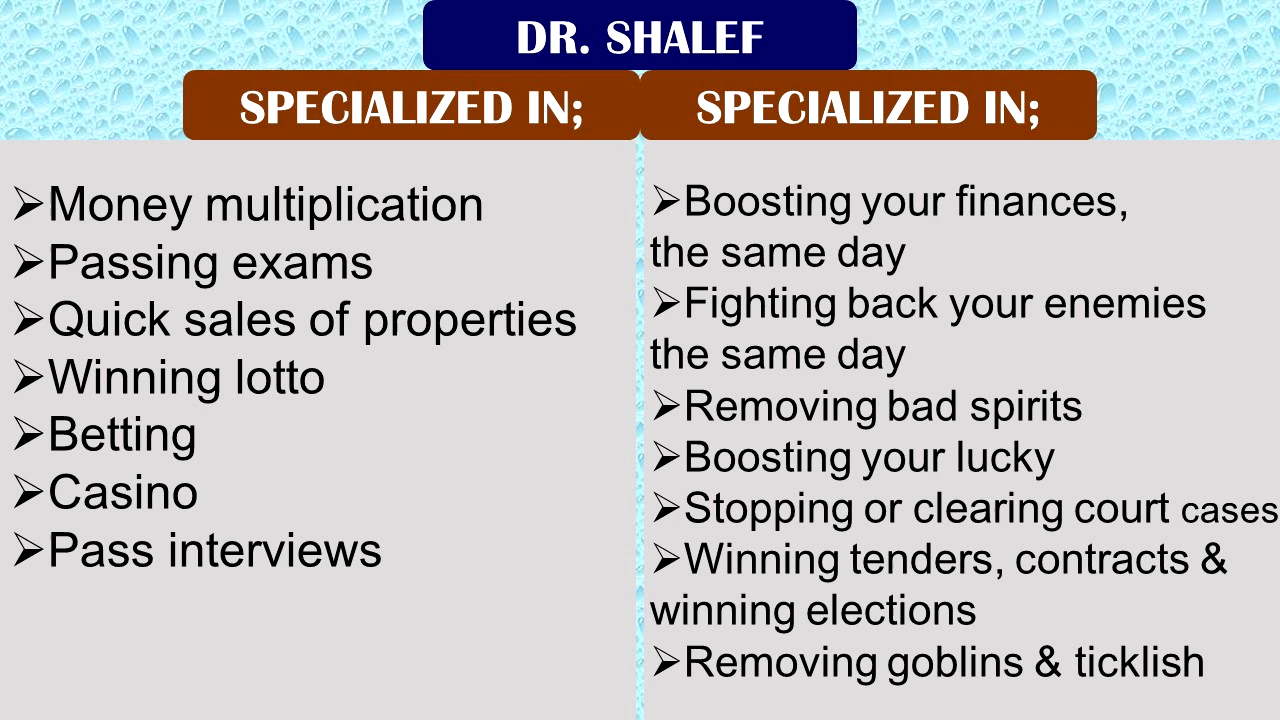 DR. SHALEF
SPECIALIZED IN;
➢Money multiplication
➢Passing exams
➢Quick sales of properties
➢Winning lotto
➢Betting
➢Casino
➢Pass interviews
SPECIALIZED IN;
➢Boosting your finances,
the same day
➢Fighting back your enemies
the same day
➢Removing bad spirits
➢Boosting your lucky
➢Stopping or clearing court cases
➢Winning tenders, contracts &
winning elections
➢Removing goblins & ticklish